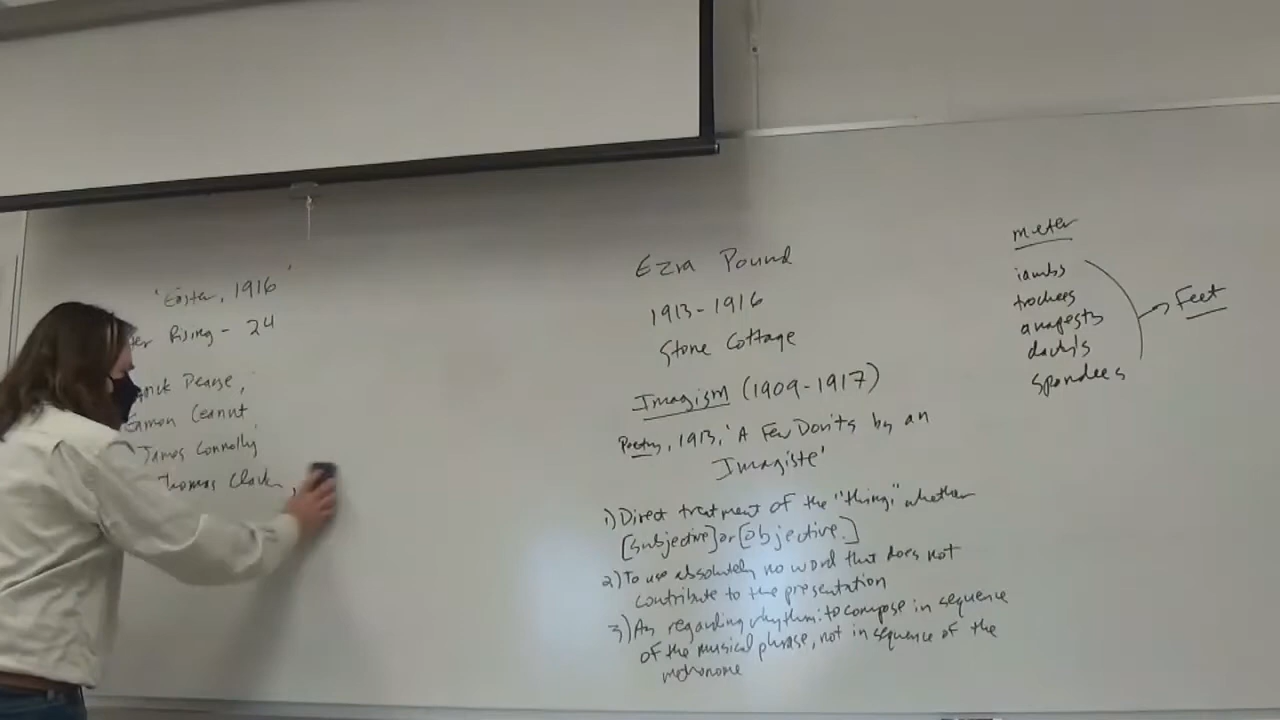 'Easter, 1916'
Rising - 24
Pearse,
Eamon Ceannt
James Connolly
Thomas Clarke,
Ezra Pound
1913-1916
Stone Cottage
Imagism (1909-1917)
Poetry, 1913, 'A Few Don'ts by an
Imagiste'
1) Direct treatment of the "thing," whether
[subjective] or [objective.]
2) To use absolutely no word that does not
contribute to the presentation
3) As regarding rhythm: to compose in sequence
of the musical phrase, not in sequence of the
metronome
meter
iambs
trochees
anapests
dactyls
spondees
Feet